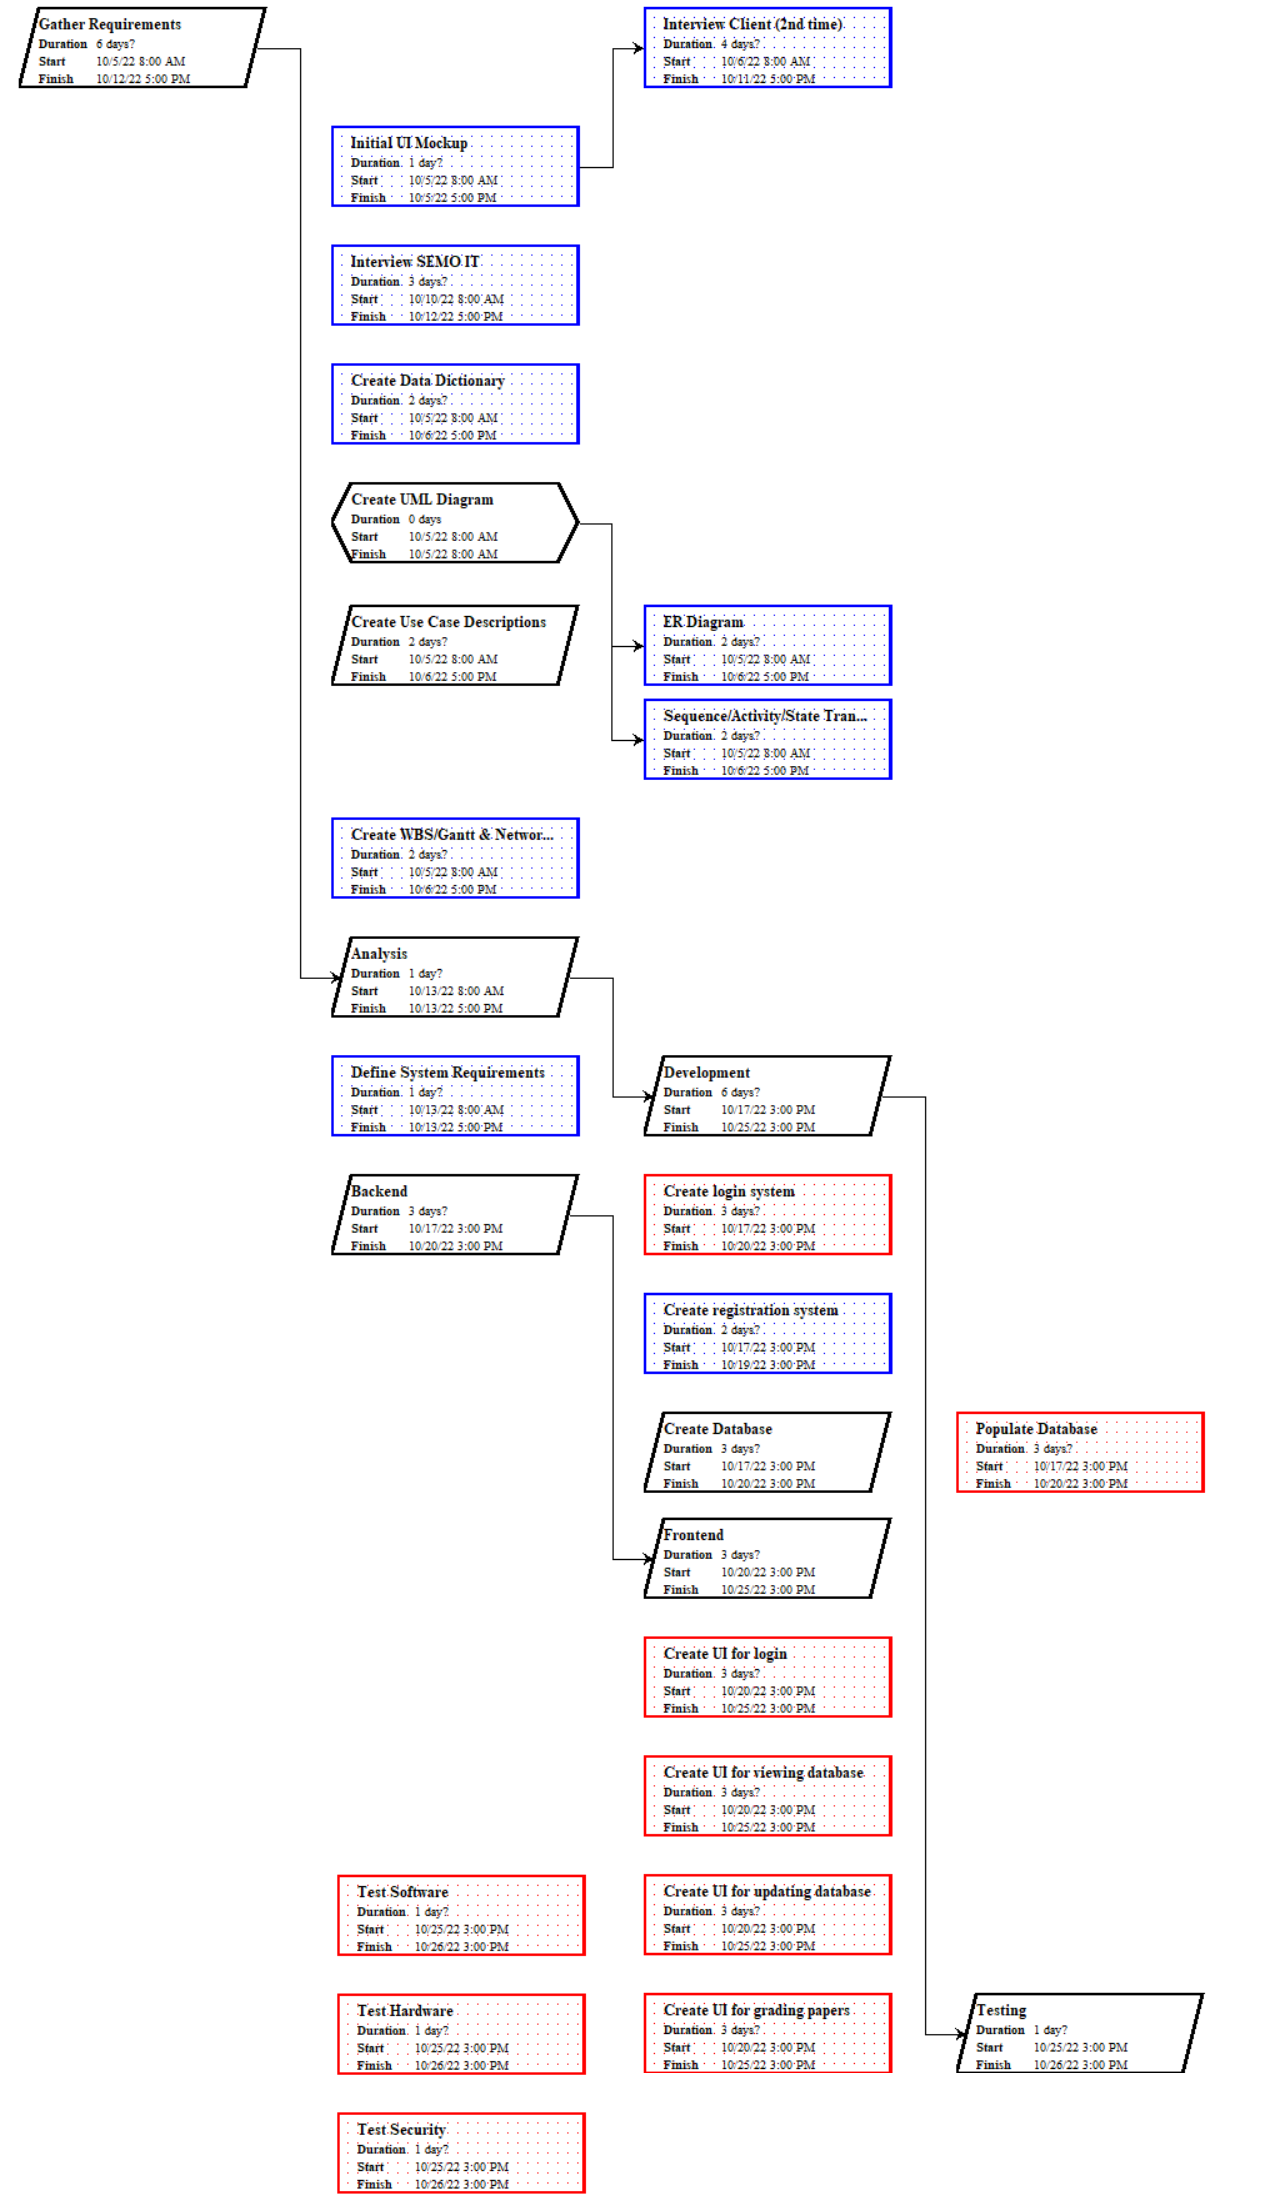 Gather Requirements
Duration 6 days?
Start 10/5/22 8:00 AM
Finish 10/12/22 5:00 PM
Interview Client (2nd time)
Duration 4 days?
Start 10/6/22 8:00 AM
Finish 10/11/22 5:00 PM
Initial UI Mockup
Duration 1 day?
Start 10/5/22 8:00 AM
Finish 10/5/22 5:00 PM
Interview SEMO IT
Duration 3 days?
Start 10/10/22 8:00 AM
Finish 10/12/22 5:00 PM
Create Data Dictionary
Duration 2 days?
Start 10/5/22 8:00 AM
Finish 10/6/22 5:00 PM
Create UML Diagram
Duration 0 days
Start 10/5/22 8:00 AM
Finish 10/5/22 8:00 AM
Create Use Case Descriptions
Duration 2 days?
Start 10/5/22 8:00 AM
Finish 10/6/22 5:00 PM
ER Diagram
Duration 2 days?
Start 10/5/22 8:00 AM
Finish 10/6/22 5:00 PM
Sequence/Activity/State Tran...
Duration 2 days?
Start 10/5/22 8:00 AM
Finish 10/6/22 5:00 PM
Create WBS/Gantt & Networ...
Duration 2 days?
Start 10/5/22 8:00 AM
Finish 10/6/22 5:00 PM
Analysis
Duration 1 day?
Start 10/13/22 8:00 AM
Finish 10/13/22 5:00 PM
Define System Requirements
Duration 1 day?
Start 10/13/22 8:00 AM
Finish 10/13/22 5:00 PM
Development
Duration 6 days?
Start 10/17/22 3:00 PM
Finish 10/25/22 3:00 PM
Backend
Duration 3 days?
Start 10/17/22 3:00 PM
Finish 10/20/22 3:00 PM
Create login system
Duration 3 days?
Start 10/17/22 3:00 PM
Finish 10/20/22 3:00 PM
Create registration system
Duration 2 days?
Start 10/17/22 3:00 PM
Finish 10/19/22 3:00 PM
Create Database
Duration 3 days?
Start 10/17/22 3:00 PM
Finish 10/20/22 3:00 PM
Populate Database
Duration 3 days?
Start 10/17/22 3:00 PM
Finish 10/20/22 3:00 PM
Frontend
Duration 3 days?
Start 10/20/22 3:00 PM
Finish 10/25/22 3:00 PM
Create UI for login
Duration 3 days?
Start 10/20/22 3:00 PM
Finish 10/25/22 3:00 PM
Create UI for viewing database
Duration 3 days?
Start 10/20/22 3:00 PM
Finish 10/25/22 3:00 PM
Test Software
Duration 1 day?
Start 10/25/22 3:00 PM
Finish 10/26/22 3:00 PM
Create UI for updating database
Duration 3 days?
Start 10/20/22 3:00 PM
Finish 10/25/22 3:00 PM
Test Hardware
Duration 1 day?
Start 10/25/22 3:00 PM
Finish 10/26/22 3:00 PM
Create UI for grading papers
Duration 3 days?
Start 10/20/22 3:00 PM
Finish 10/25/22 3:00 PM
Testing
Duration 1 day?
Start 10/25/22 3:00 PM
Finish 10/26/22 3:00 PM
Test Security
Duration 1 day?
Start 10/25/22 3:00 PM
Finish 10/26/22 3:00 PM